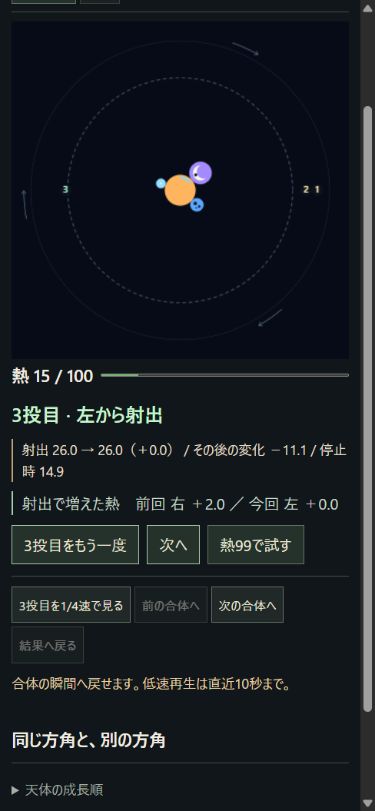 3
2 1
熱 15 / 100
3投目・左から射出
射出 26.0 → 26.0（＋0.0） / その後の変化 －11.1 / 停止
時 14.9
射出で増えた熱　前回 右 ＋2.0 ／ 今回 左 ＋0.0
3投目をもう一度
次へ
熱99で試す
3投目を1/4速で見る
前の合体へ
次の合体へ
結果へ戻る
合体の瞬間へ戻せます。低速再生は直近10秒まで。
同じ方角と、別の方角
▶ 天体の成長順